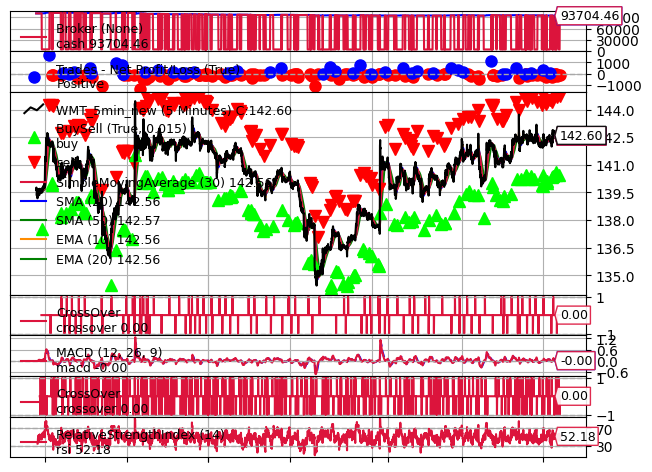 Broker (None)
cash 93704.46
93704.46
60000
30000
0
Trades - Net Profit/Loss (True)
Positive
1000
0
−1000
WMT_5min_new (5 Minutes) C:142.60
BuySell (True, 0.015)
buy
sell
SimpleMovingAverage (30) 142.56
SMA (20) 142.56
SMA (50) 142.57
EMA (10) 142.56
EMA (20) 142.56
144.0
142.60
142.5
141.0
139.5
138.0
136.5
135.0
CrossOver
crossover 0.00
1
0.00
−1
MACD (12, 26, 9)
macd -0.00
1.2
0.6
-0.00
0.0
−0.6
CrossOver
crossover 0.00
1
0.00
−1
RelativeStrengthIndex (14)
rsi 52.18
70
52.18
30